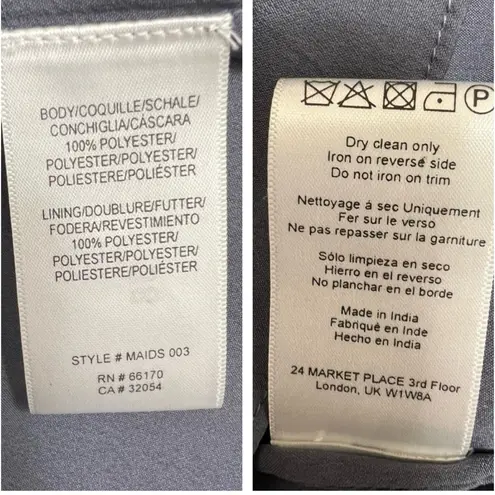 BODY/COQUILLE/SCHALE/
CONCHIGLIA/CÁSCARA
100% POLYESTER/
POLYESTER/POLYESTER/
POLIESTERE/POLIÉSTER
LINING/DOUBLURE/FUTTER/
FODERA/REVESTIMIENTO
100% POLYESTER/
POLYESTER/POLYESTER/
POLIESTERE/POLIÉSTER
STYLE # MAIDS 003
RN # 66170
CA # 32054
P
Dry clean only
Iron on reverse side
Do not iron on trim
Nettoyage á sec Uniquement
Fer sur le verso
Ne pas repasser sur la garniture
Sólo limpieza en seco
Hierro en el reverso
No planchar en el borde
Made in India
Fabriqué en Inde
Hecho en India
24 MARKET PLACE 3rd Floor
London, UK W1W8A